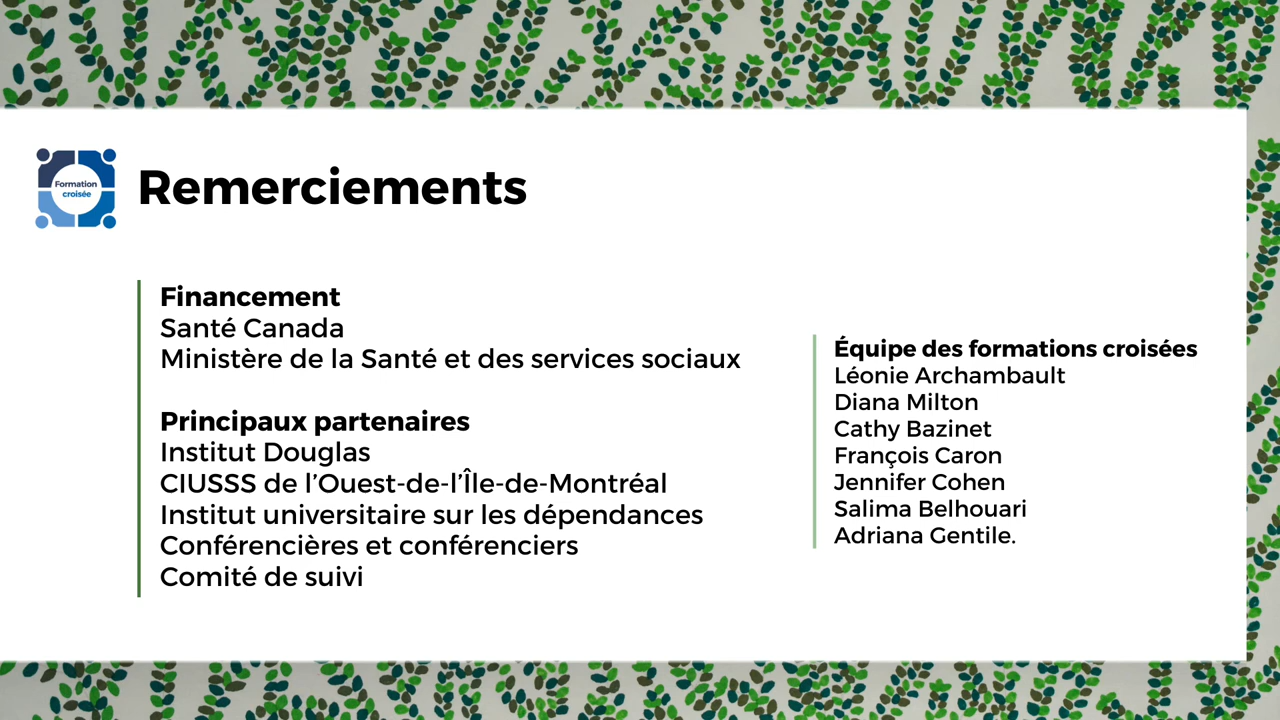 Formation
croisée
Remerciements
Financement
Santé Canada
Ministère de la Santé et des services sociaux
Principaux partenaires
Institut Douglas
CIUSSS de l’Ouest-de-l’Île-de-Montréal
Institut universitaire sur les dépendances
Conférencières et conférenciers
Comité de suivi
Équipe des formations croisées
Léonie Archambault
Diana Milton
Cathy Bazinet
François Caron
Jennifer Cohen
Salima Belhouari
Adriana Gentile.